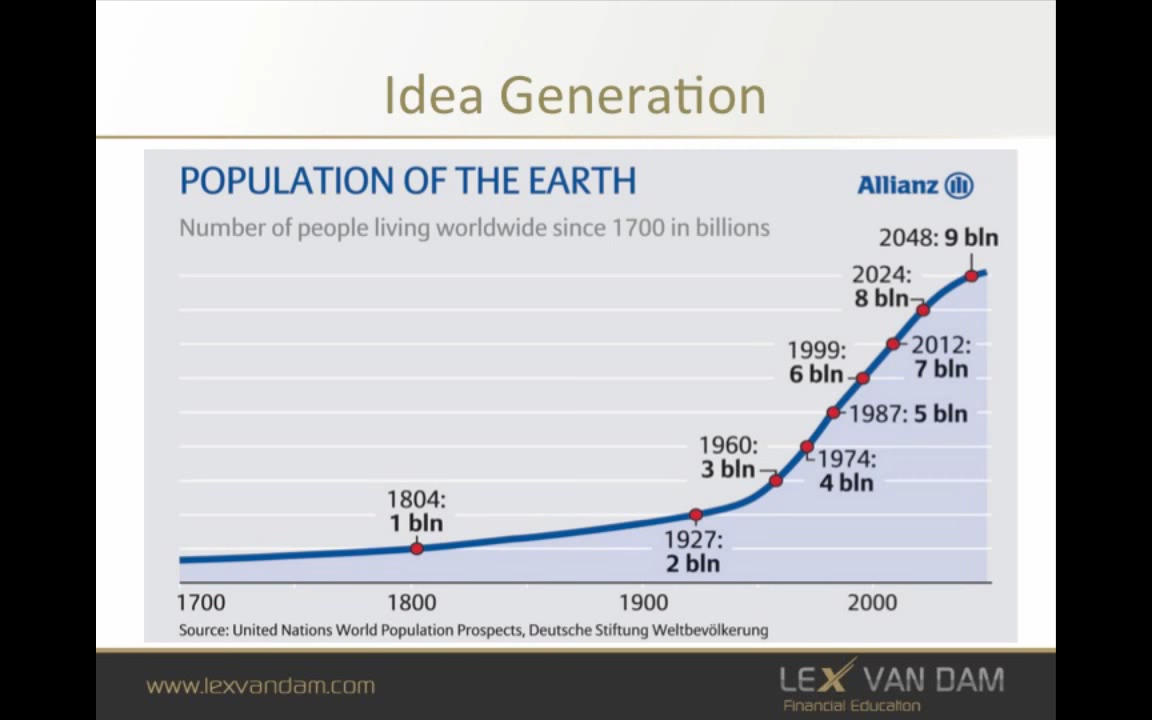 Idea Generation
POPULATION OF THE EARTH
Allianz
Number of people living worldwide since 1700 in billions
2048: 9 bln
2024:
8 bln
2012:
7 bln
1999:
6 bln
1987: 5 bln
1974:
4 bln
1960:
3 bln
1927:
2 bln
1804:
1 bln
1700 1800 1900 2000
Source: United Nations World Population Prospects, Deutsche Stiftung Weltbevölkerung
www.lexvandam.com
LEX VAN DAM
Financial Education